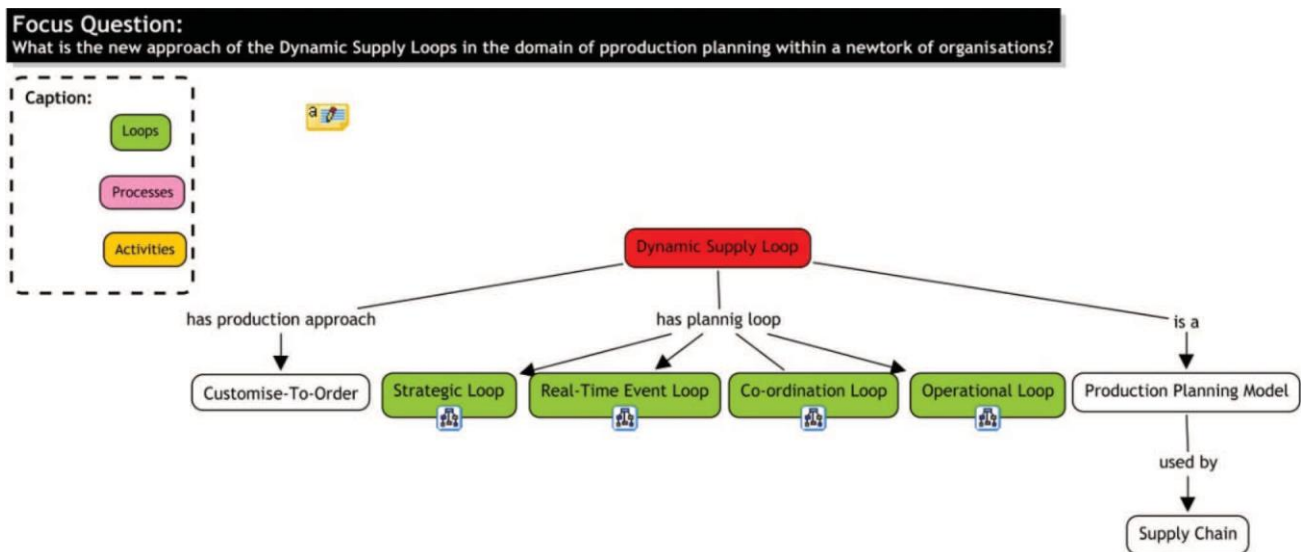 Focus Question:
What is the new approach of the Dynamic Supply Loops in the domain of pproduction planning within a newtork of organisations?
Caption:
Loops
Processes
Activities
a
Dynamic Supply Loop
has production approach
has plannig loop
is a
Customise-To-Order
Strategic Loop
Real-Time Event Loop
Co-ordination Loop
Operational Loop
Production Planning Model
used by
Supply Chain